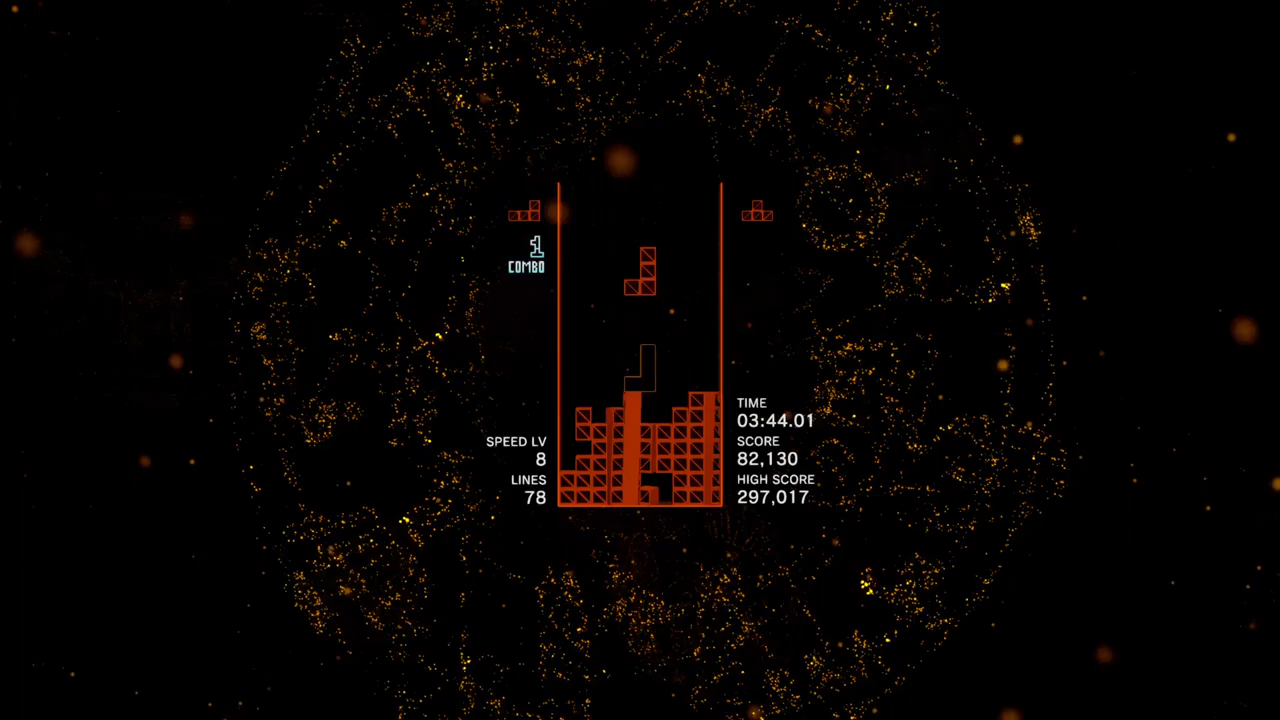 1
COMBO
SPEED LV
8
LINES
78
TIME
03:44.01
SCORE
82,130
HIGH SCORE
297,017